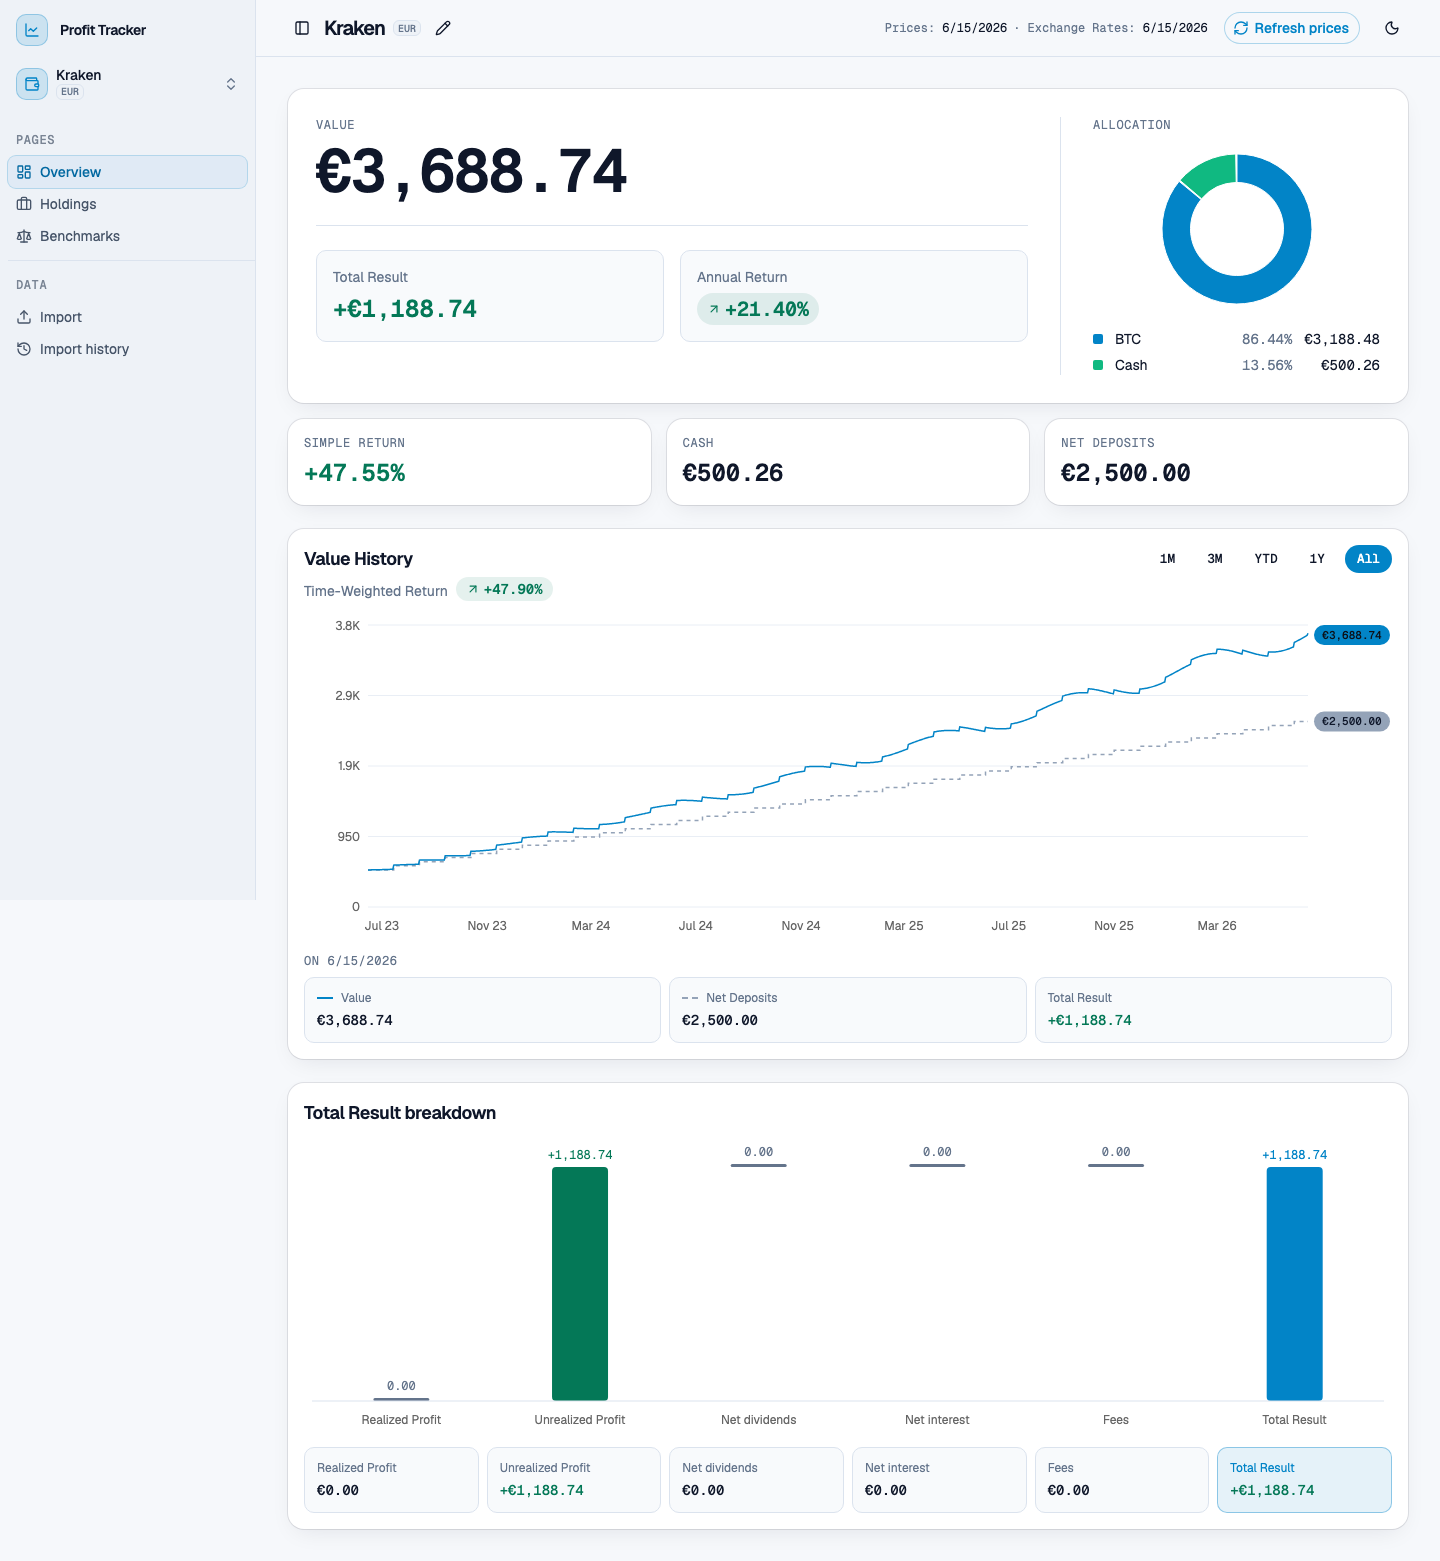 Profit Tracker
Kraken
EUR
PAGES
Overview
Holdings
Benchmarks
DATA
Import
Import history
Kraken EUR
Prices: 6/15/2026 · Exchange Rates: 6/15/2026
Refresh prices
VALUE
€3,688.74
Total Result
+€1,188.74
Annual Return
+21.40%
ALLOCATION
BTC 86.44% €3,188.48
Cash 13.56% €500.26
SIMPLE RETURN
+47.55%
CASH
€500.26
NET DEPOSITS
€2,500.00
Value History
1M 3M YTD 1Y All
Time-Weighted Return +47.90%
3.8K
2.9K
1.9K
950
0
€3,688.74
€2,500.00
Jul 23 Nov 23 Mar 24 Jul 24 Nov 24 Mar 25 Jul 25 Nov 25 Mar 26
ON 6/15/2026
Value
€3,688.74
Net Deposits
€2,500.00
Total Result
+€1,188.74
Total Result breakdown
0.00 +1,188.74 0.00 0.00 0.00 +1,188.74
Realized Profit Unrealized Profit Net dividends Net interest Fees Total Result
Realized Profit
€0.00
Unrealized Profit
+€1,188.74
Net dividends
€0.00
Net interest
€0.00
Fees
€0.00
Total Result
+€1,188.74